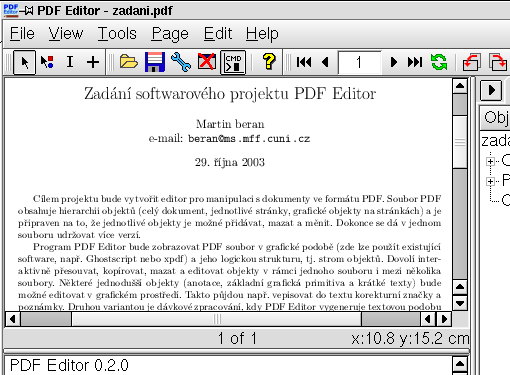 PDF Editor - zadani.pdf
File View Tools Page Edit Help
CMD
1
Zadání softwarového projektu PDF Editor
Martin beran
e-mail: beran@ms.mff.cuni.cz
29. října 2003
Cílem projektu bude vytvořit editor pro manipulaci s dokumenty ve formátu PDF. Soubor PDF
obsahuje hierarchii objektů (celý dokument, jednotlivé stránky, grafické objekty na stránkách) a je
připraven na to, že jednotlivé objekty je možné přidávat, mazat a měnit. Dokonce se dá v jednom
souboru udržovat více verzí.
Program PDF Editor bude zobrazovat PDF soubor v grafické podobě (zde lze použít existující
software, např. Ghostscript nebo xpdf) a jeho logickou strukturu, tj. strom objektů. Dovolí inter-
aktivně přesouvat, kopírovat, mazat a editovat objekty v rámci jednoho souboru i mezi několika
soubory. Některé jednodušší objekty (anotace, základní grafická primitiva a krátké texty) bude
možné editovat v grafickém prostředí. Takto půjdou např. vepisovat do textu korekturní značky a
poznámky. Druhou variantou je dávkové zpracování, kdy PDF Editor vygeneruje textovou podobu
1 of 1
x:10.8 y:15.2 cm
PDF Editor 0.2.0
Obj
zada